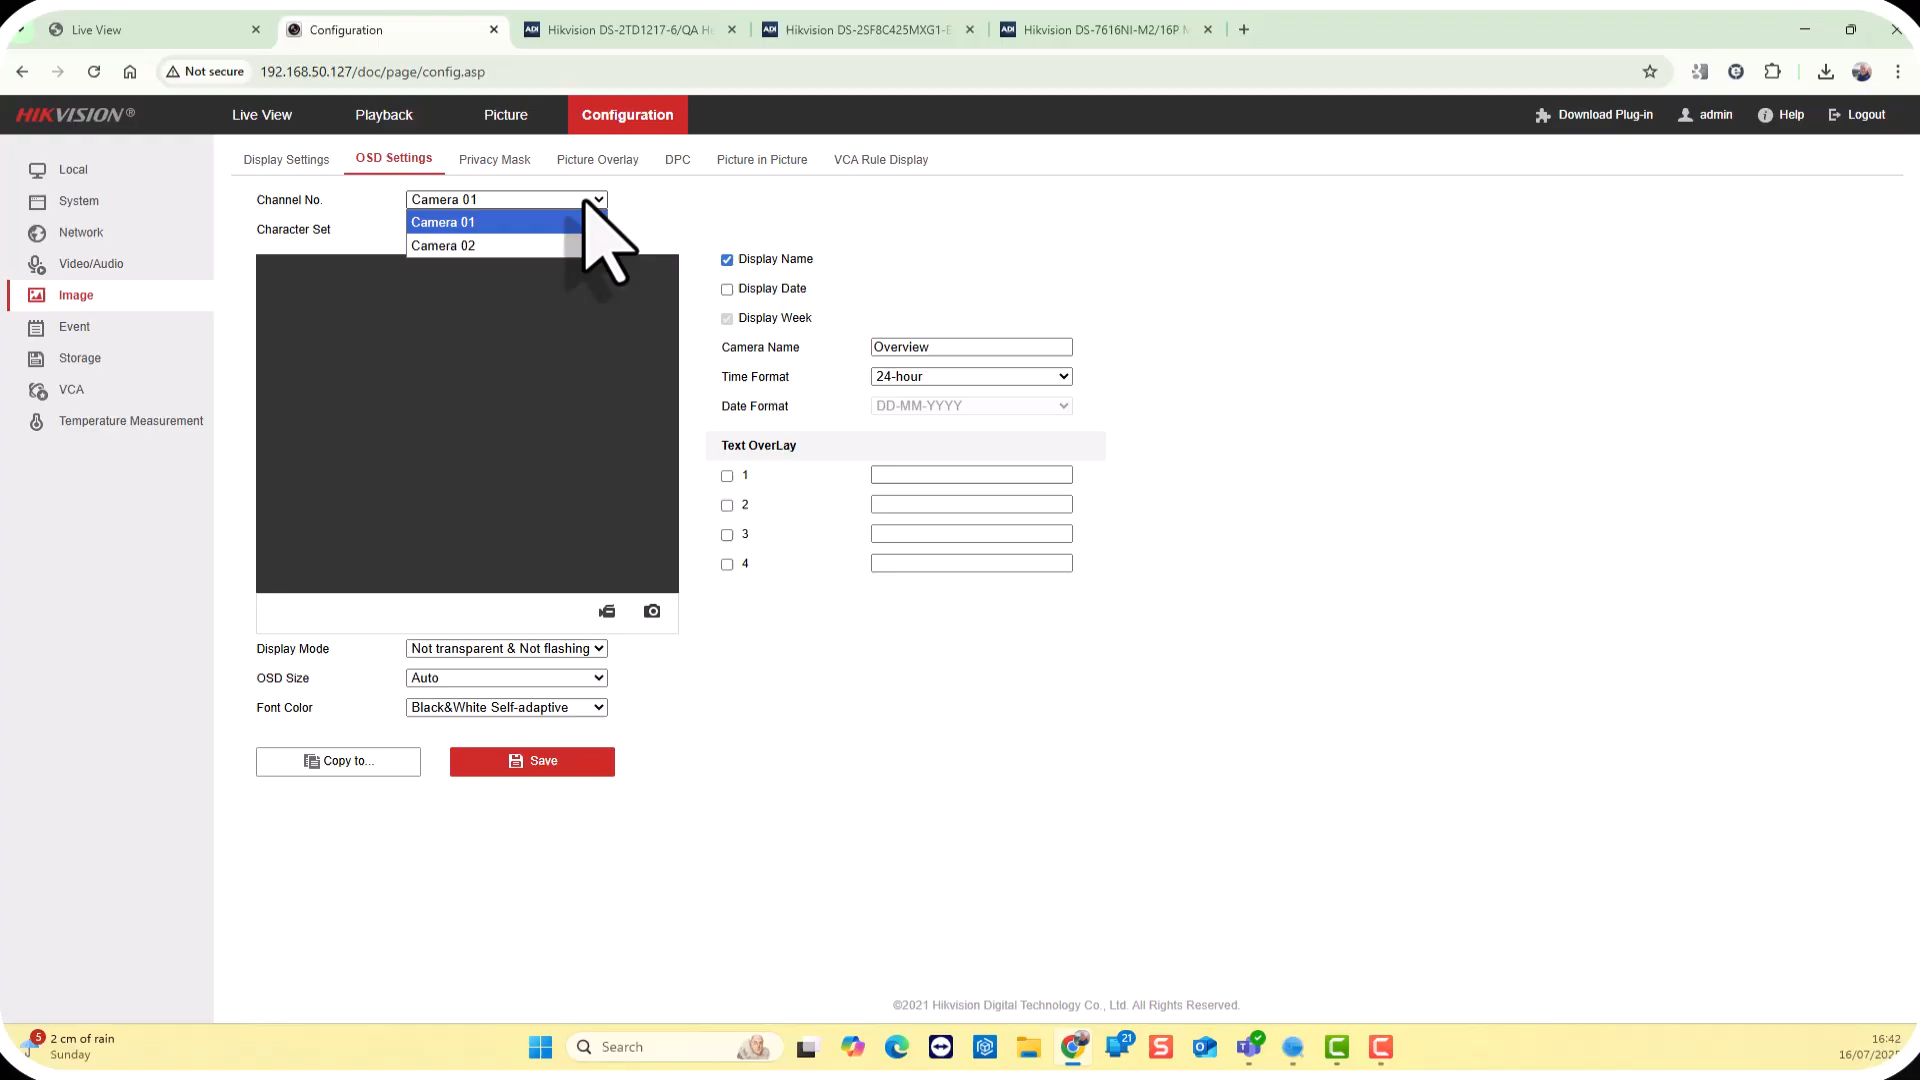 Live View
Configuration
Hikvision DS-2TD1217-6/QA He
Hikvision DS-2SF8C425MXG1-E
Hikvision DS-7616NI-M2/16P
Not secure
192.168.50.127/doc/page/config.asp
HIKVISION®
Live View
Playback
Picture
Configuration
Download Plug-in
admin
Help
Logout
Local
System
Network
Video/Audio
Image
Event
Storage
VCA
Temperature Measurement
Display Settings
OSD Settings
Privacy Mask
Picture Overlay
DPC
Picture in Picture
VCA Rule Display
Channel No.
Camera 01
Camera 01
Camera 02
Character Set
Display Name
Display Date
Display Week
Camera Name
Overview
Time Format
24-hour
Date Format
DD-MM-YYYY
Text OverLay
1
2
3
4
Display Mode
Not transparent & Not flashing
OSD Size
Auto
Font Color
Black&White Self-adaptive
Copy to...
Save
©2021 Hikvision Digital Technology Co., Ltd. All Rights Reserved.
5
2 cm of rain
Sunday
Search
21
16:42